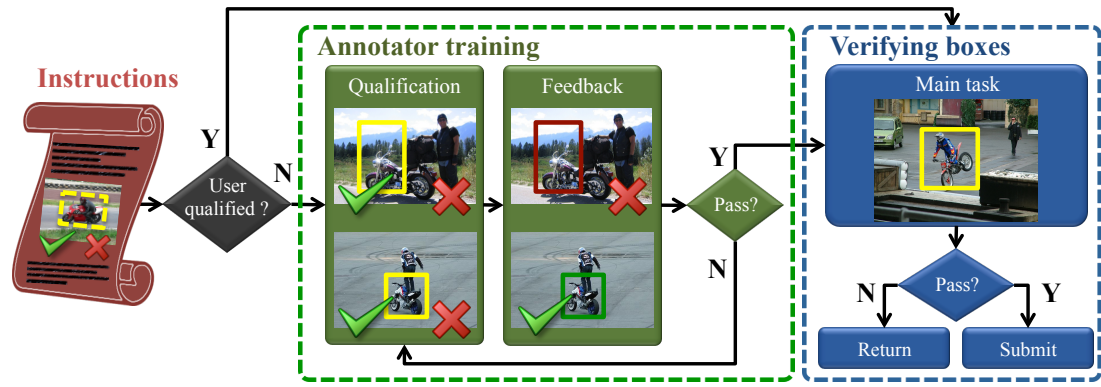 Instructions
Y
User
qualified ?
N
Annotator training
Qualification
Feedback
Y
Pass?
N
Verifying boxes
Main task
Pass?
N
Y
Return
Submit